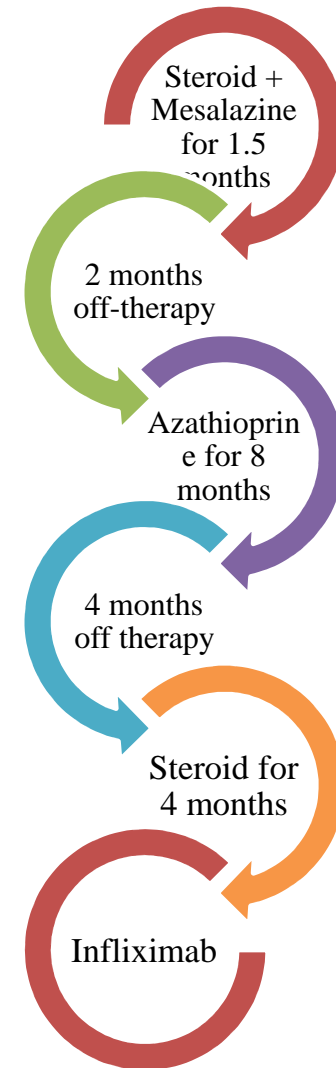 Steroid +
Mesalazine
for 1.5
months
2 months
off-therapy
Azathioprin
e for 8
months
4 months
off therapy
Steroid for
4 months
Infliximab